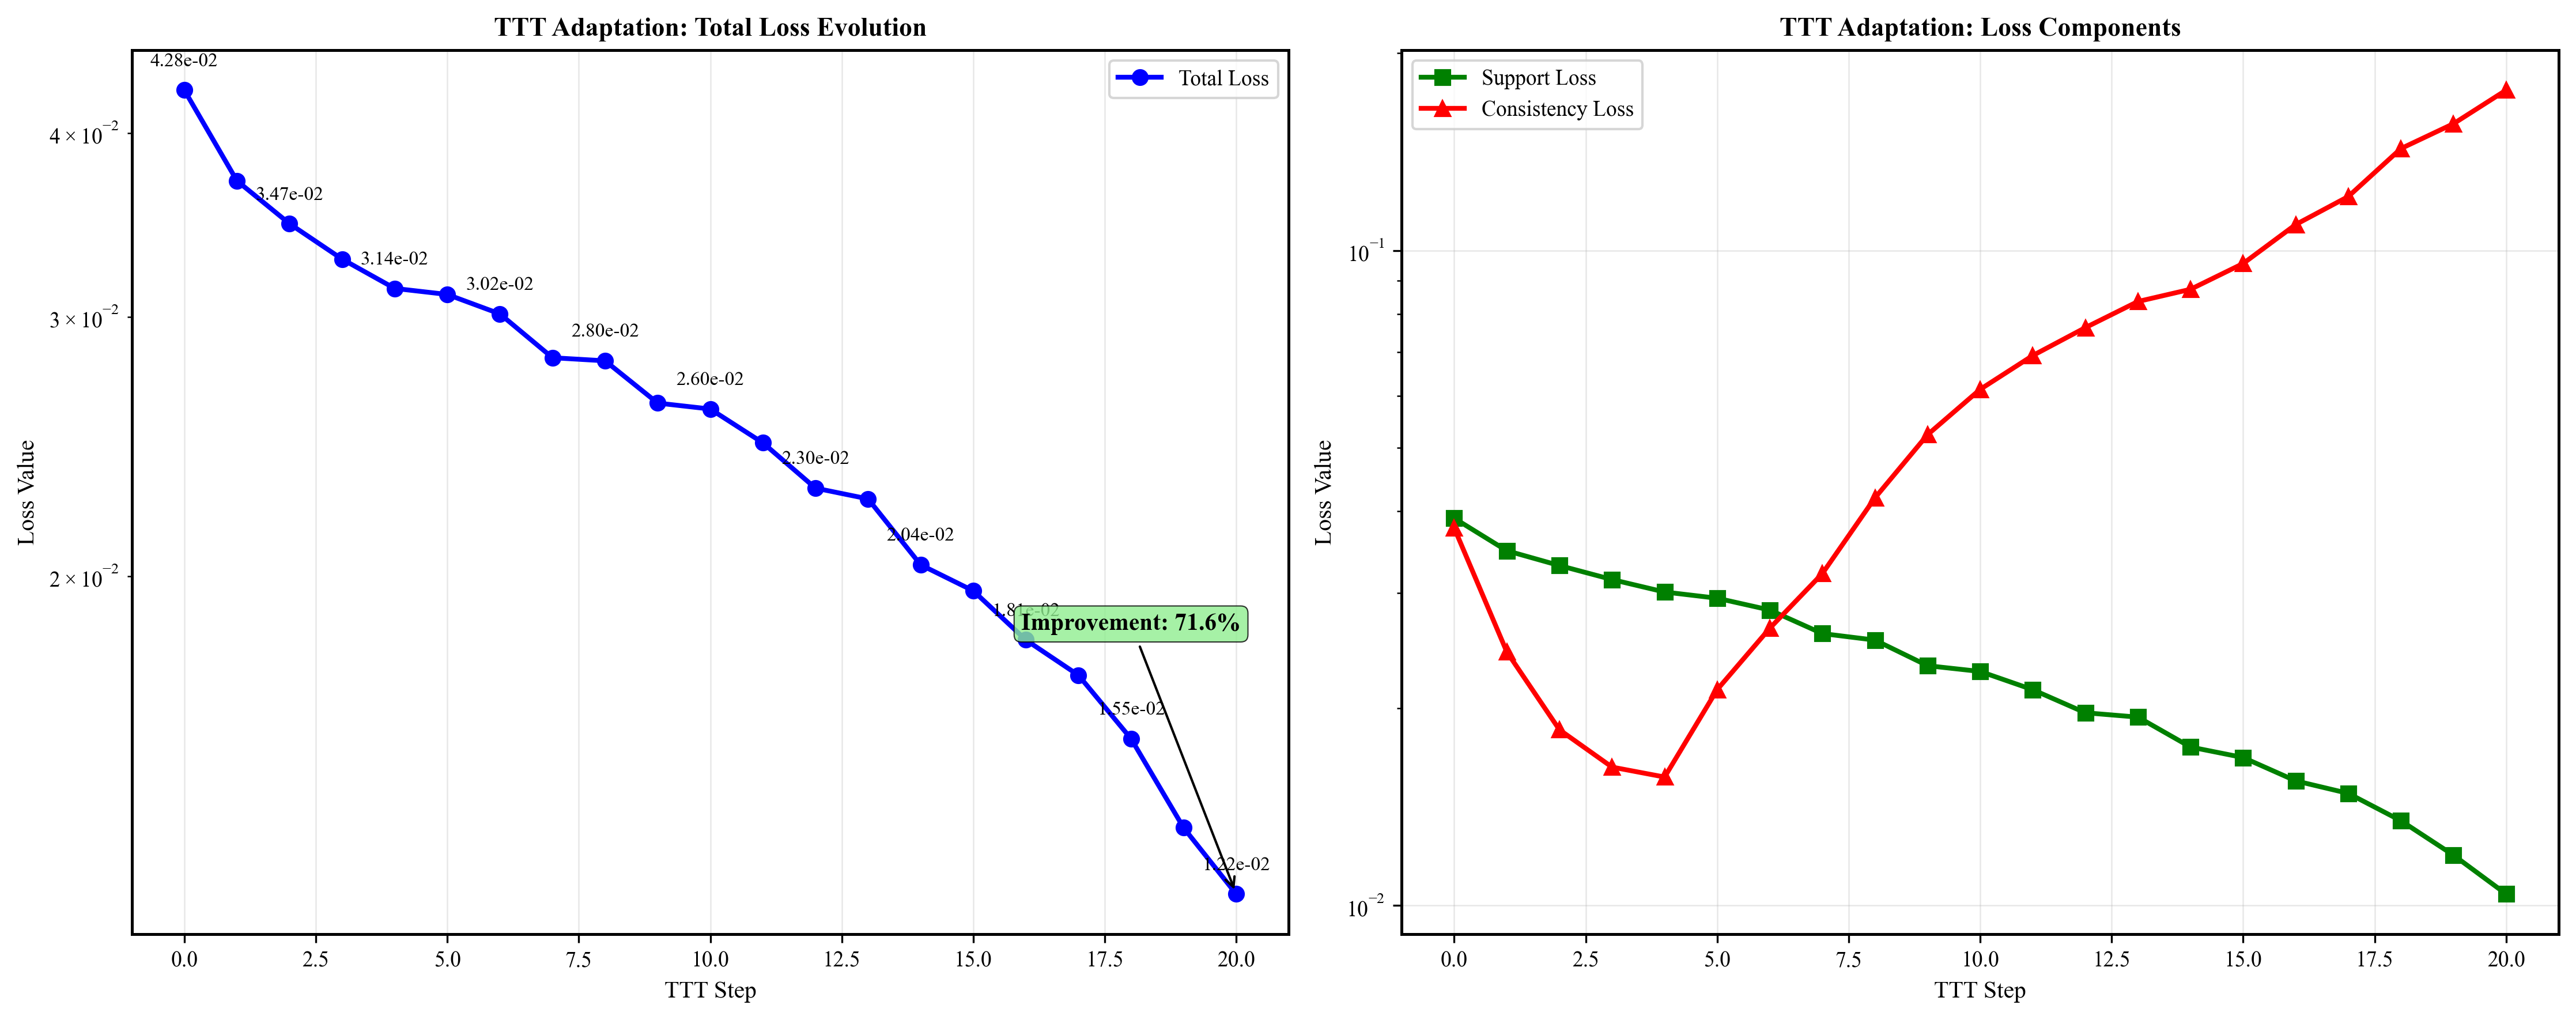 TTT Adaptation: Total Loss Evolution
Total Loss
4.28e-02
3.47e-02
3.14e-02
3.02e-02
2.80e-02
2.60e-02
2.30e-02
2.04e-02
1.81e-02
Improvement: 71.6%
1.55e-02
1.22e-02
4 × 10⁻²
3 × 10⁻²
2 × 10⁻²
Loss Value
0.0 2.5 5.0 7.5 10.0 12.5 15.0 17.5 20.0
TTT Step
TTT Adaptation: Loss Components
Support Loss
Consistency Loss
10⁻¹
10⁻²
Loss Value
0.0 2.5 5.0 7.5 10.0 12.5 15.0 17.5 20.0
TTT Step